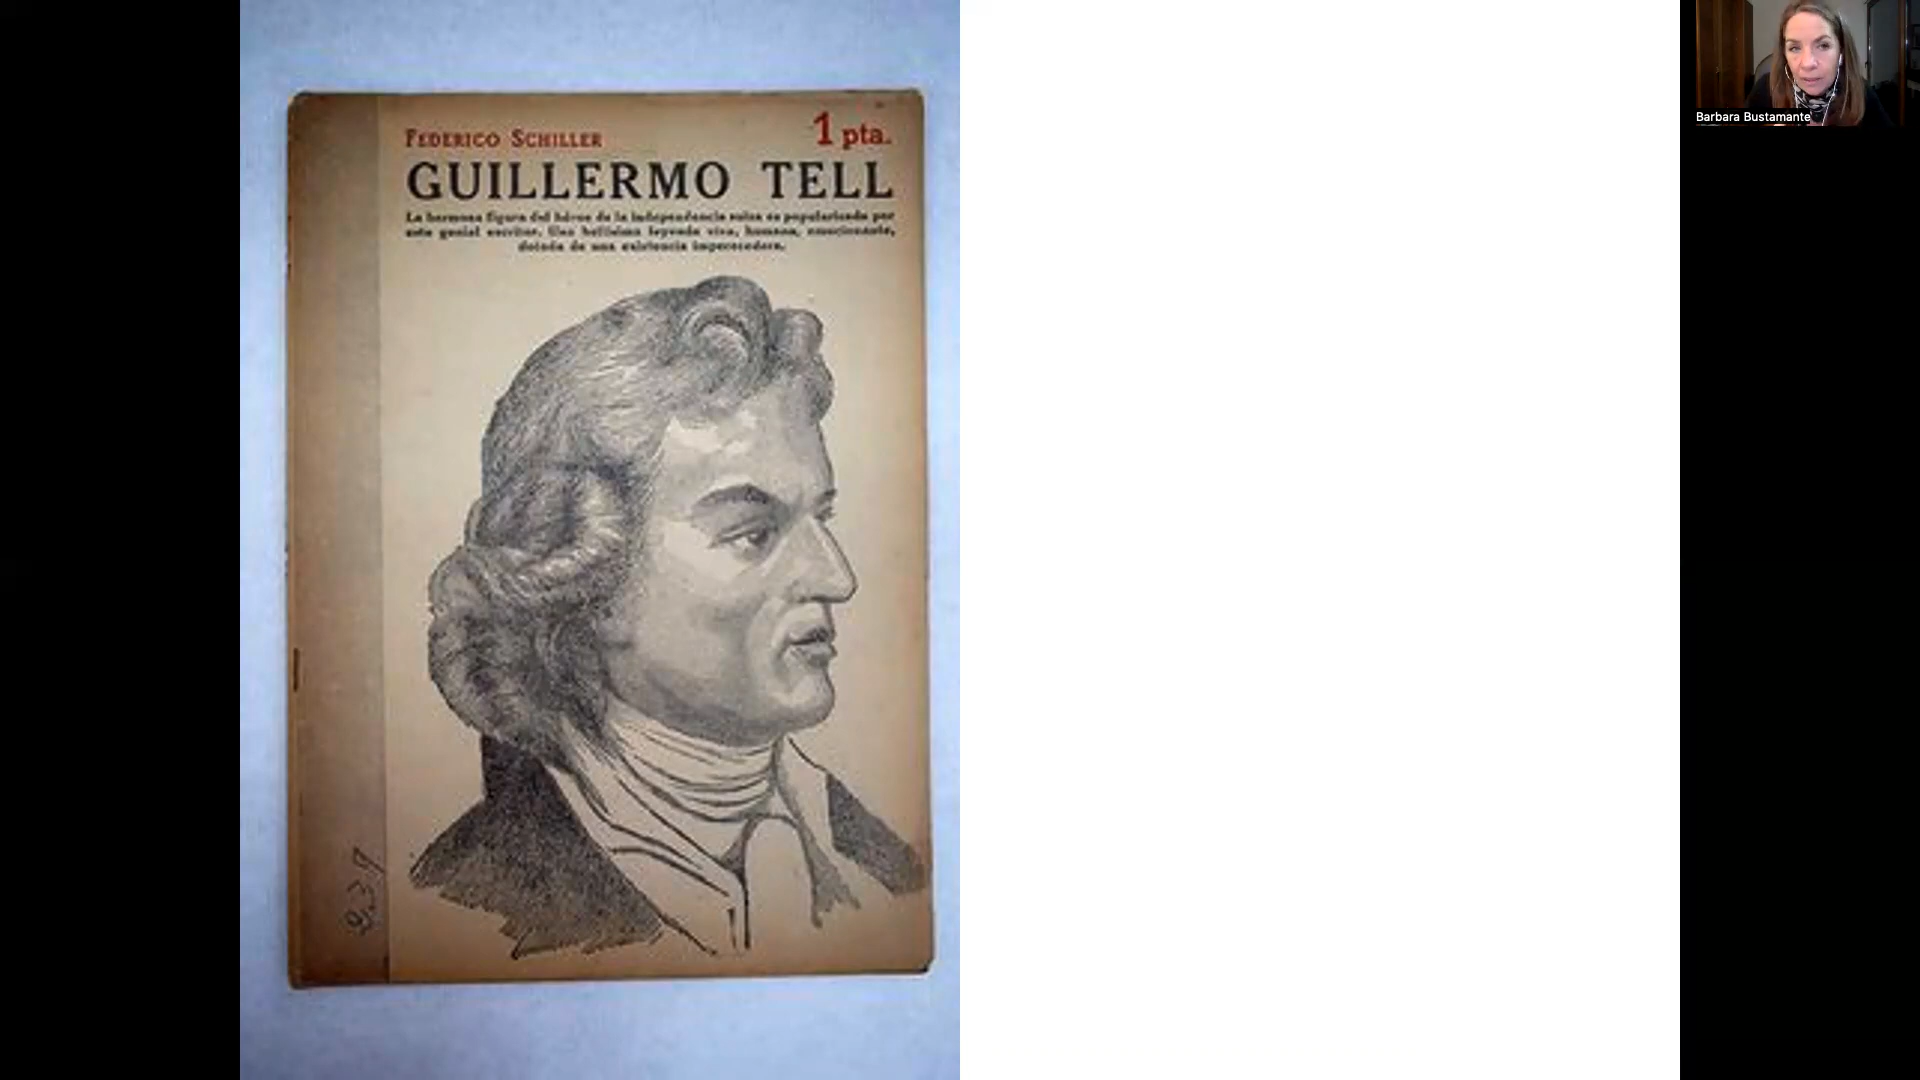 FEDERICO SCHILLER
1 pta.
GUILLERMO TELL
La hermosa figura del héroe de la independencia suiza es popularizada por
este genial escritor. Una bellísima leyenda viva, humana, emocionante,
dotada de una existencia imperecedera.
Barbara Bustamante